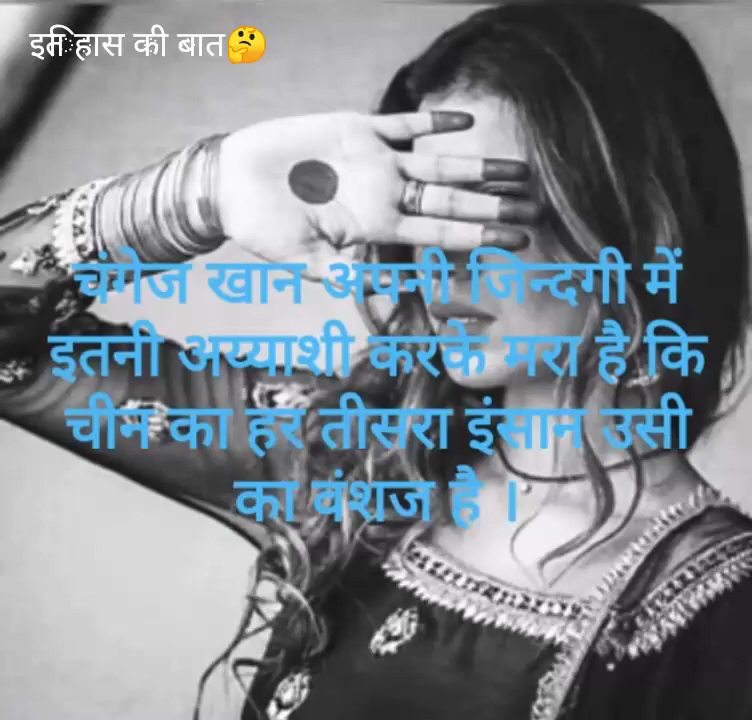 इतिहास की बात🤔
चंगेज खान अपनी जिन्दगी में
इतनी अय्याशी करके मरा है कि
चीन का हर तीसरा इंसान उसी
का वंशज है ।